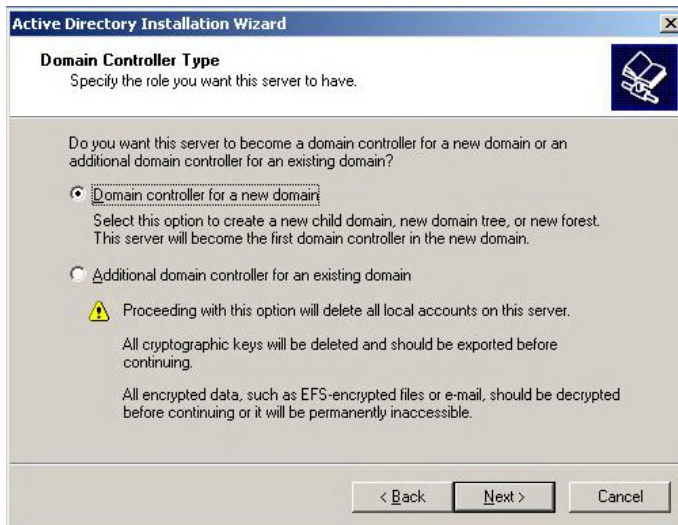 Active Directory Installation Wizard
Domain Controller Type
Specify the role you want this server to have.
Do you want this server to become a domain controller for a new domain or an
additional domain controller for an existing domain?
Domain controller for a new domain
Select this option to create a new child domain, new domain tree, or new forest.
This server will become the first domain controller in the new domain.
Additional domain controller for an existing domain
Proceeding with this option will delete all local accounts on this server.
All cryptographic keys will be deleted and should be exported before
continuing.
All encrypted data, such as EFS-encrypted files or e-mail, should be decrypted
before continuing or it will be permanently inaccessible.
< Back Next > Cancel